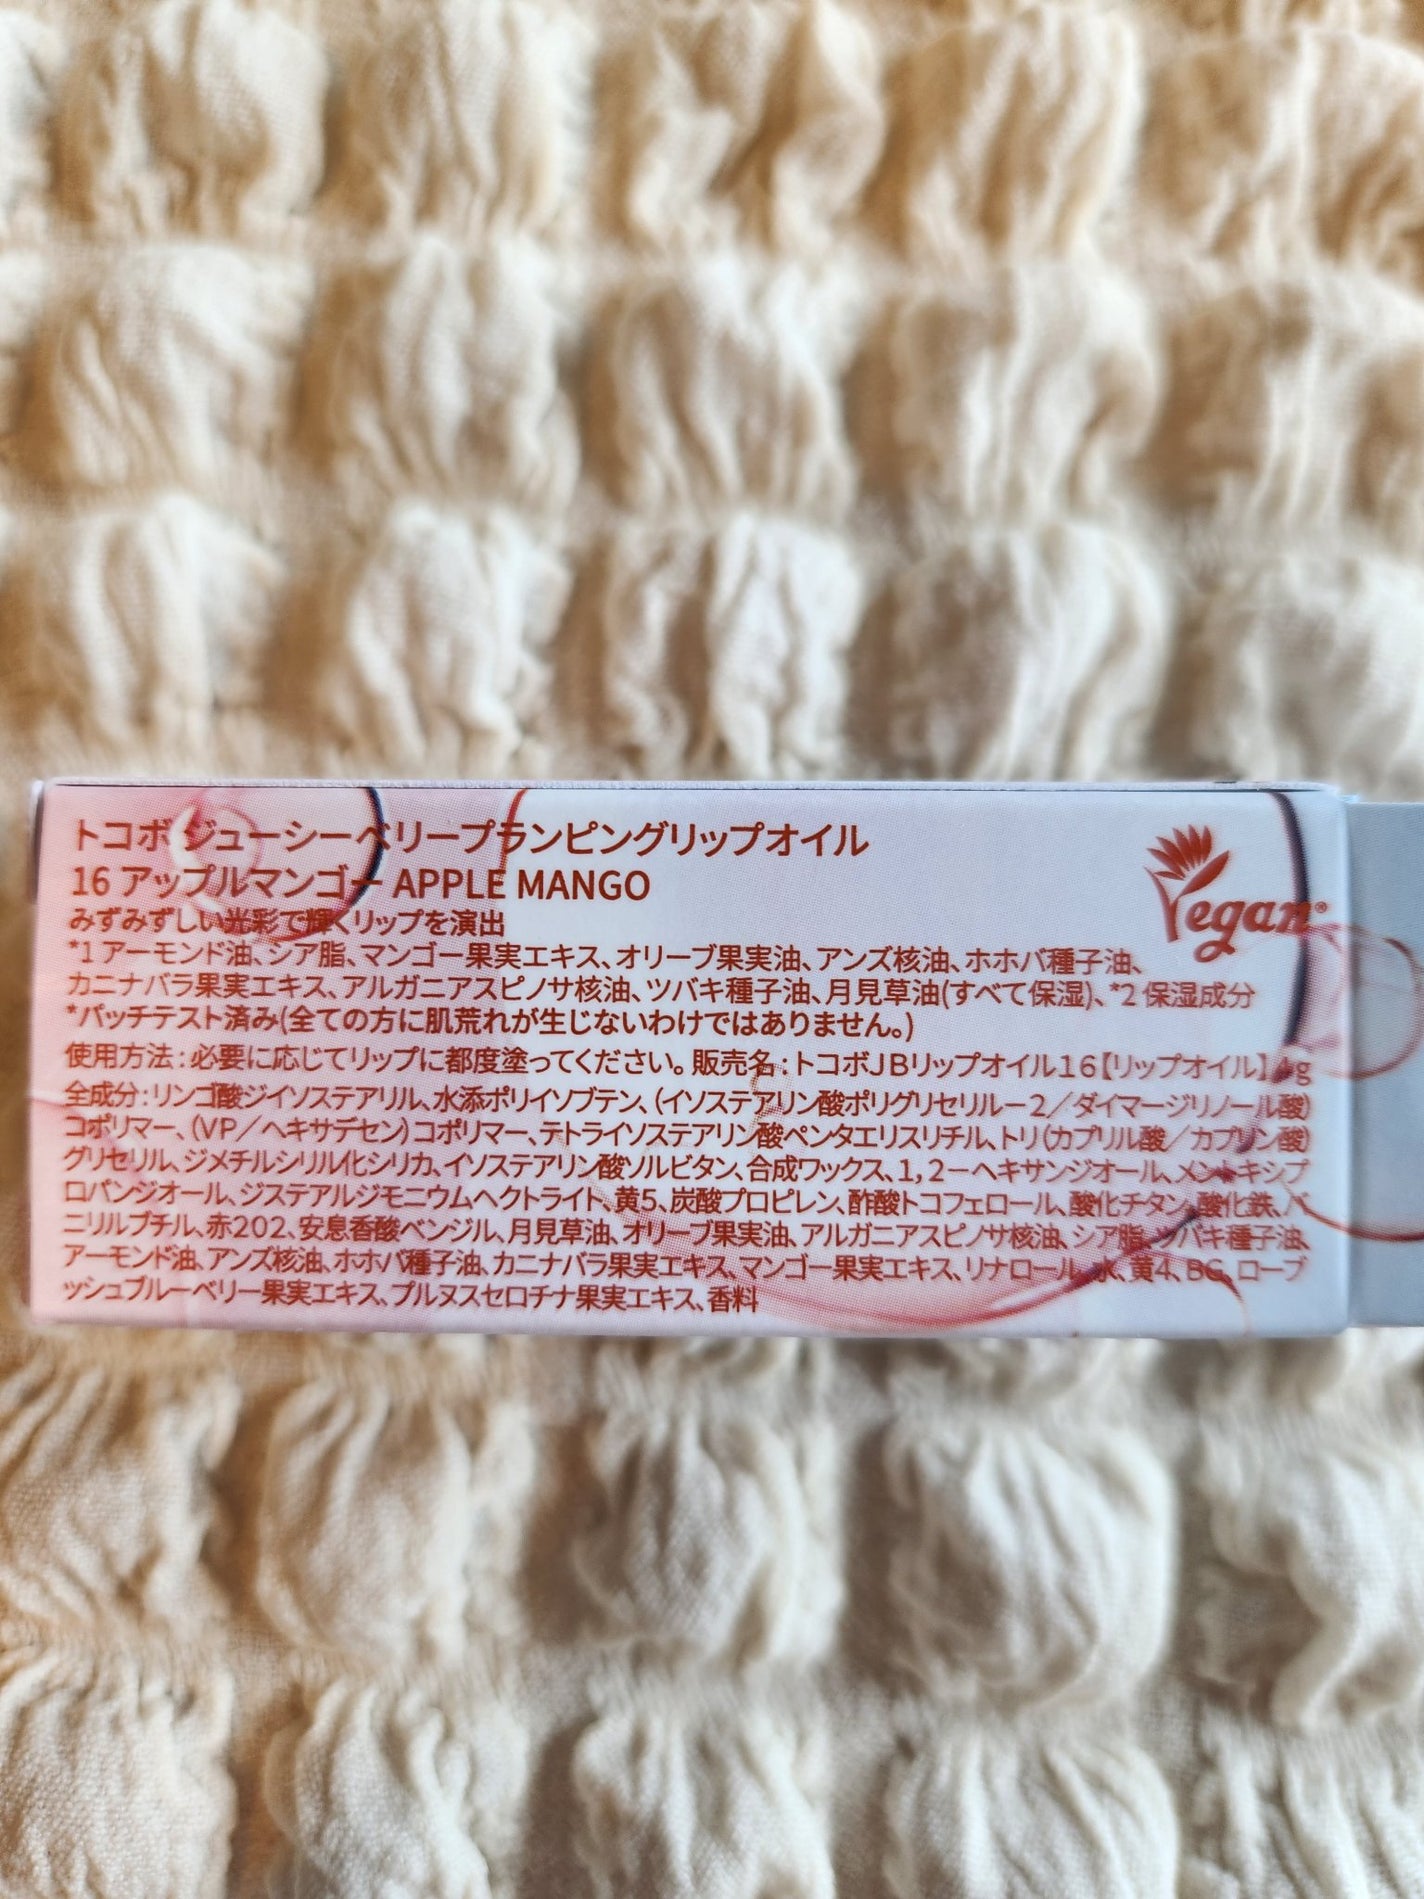 トコボ ジューシーベリープランピングリップオイル
16 アップルマンゴー APPLE MANGO
みずみずしい光彩で輝くリップを演出
*1 アーモンド油、シア脂、マンゴー果実エキス、オリーブ果実油、アンズ核油、ホホバ種子油、
カニナバラ果実エキス、アルガニアスピノサ核油、ツバキ種子油、月見草油(すべて保湿)、*2 保湿成分
*パッチテスト済み(全ての方に肌荒れが生じないわけではありません。)
使用方法：必要に応じてリップに都度塗ってください。販売名：トコボJBリップオイル16【リップオイル】4g
全成分：リンゴ酸ジイソステアリル、水添ポリイソブテン、（イソステアリン酸ポリグリセリル－2／ダイマージリノール酸）
コポリマー、（VP／ヘキサデセン）コポリマー、テトライソステアリン酸ペンタエリスリチル、トリ（カプリル酸／カプリン酸）
グリセリル、ジメチルシリル化シリカ、イソステアリン酸ソルビタン、合成ワックス、1，2－ヘキサンジオール、メントキシプ
ロパンジオール、ジステアルジモニウムヘクトライト、黄5、炭酸プロピレン、酢酸トコフェロール、酸化チタン、酸化鉄、バ
ニリルブチル、赤202、安息香酸ベンジル、月見草油、オリーブ果実油、アルガニアスピノサ核油、シア脂、ツバキ種子油、
アーモンド油、アンズ核油、ホホバ種子油、カニナバラ果実エキス、マンゴー果実エキス、リナロール、水、黄4、BG、ローブ
ッシュブルーベリー果実エキス、プルヌスセロチナ果実エキス、香料
Vegan®